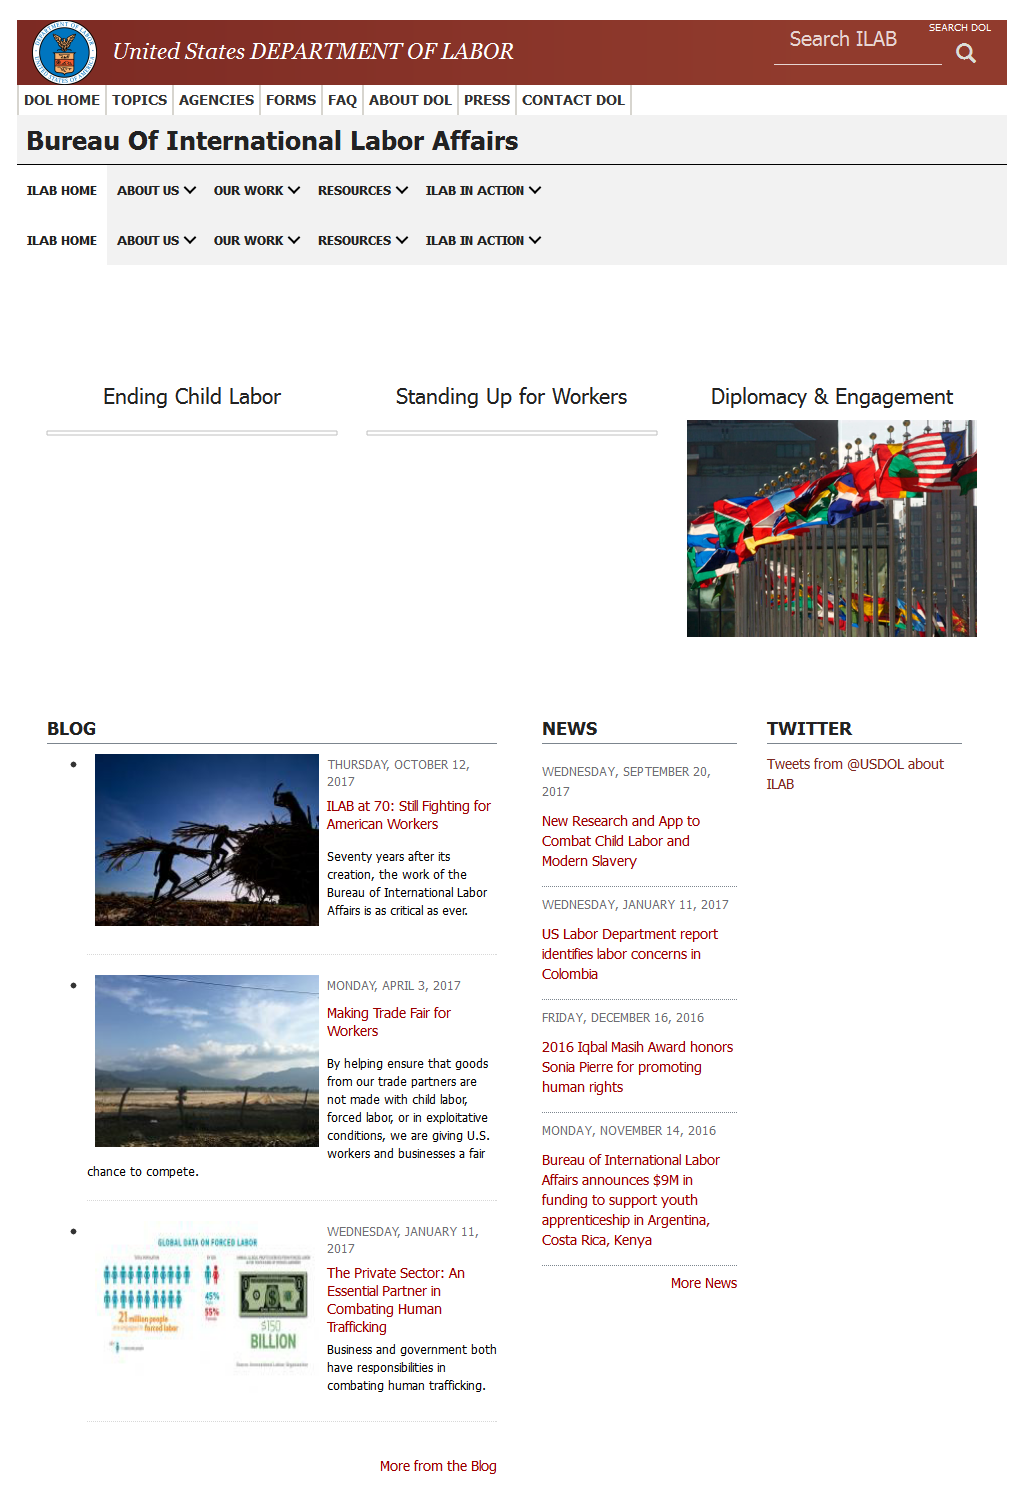 United States DEPARTMENT OF LABOR
Search ILAB
SEARCH DOL
DOL HOME
TOPICS
AGENCIES
FORMS
FAQ
ABOUT DOL
PRESS
CONTACT DOL
Bureau Of International Labor Affairs
ILAB HOME
ABOUT US
OUR WORK
RESOURCES
ILAB IN ACTION
ILAB HOME
ABOUT US
OUR WORK
RESOURCES
ILAB IN ACTION
Ending Child Labor
Standing Up for Workers
Diplomacy & Engagement
BLOG
THURSDAY, OCTOBER 12,
2017
ILAB at 70: Still Fighting for
American Workers
Seventy years after its
creation, the work of the
Bureau of International Labor
Affairs is as critical as ever.
MONDAY, APRIL 3, 2017
Making Trade Fair for
Workers
By helping ensure that goods
from our trade partners are
not made with child labor,
forced labor, or in exploitative
conditions, we are giving U.S.
workers and businesses a fair
chance to compete.
GLOBAL DATA ON FORCED LABOR
45%
55%
21 million people
forced labor
$150
BILLION
WEDNESDAY, JANUARY 11,
2017
The Private Sector: An
Essential Partner in
Combating Human
Trafficking
Business and government both
have responsibilities in
combating human trafficking.
More from the Blog
NEWS
WEDNESDAY, SEPTEMBER 20,
2017
New Research and App to
Combat Child Labor and
Modern Slavery
WEDNESDAY, JANUARY 11, 2017
US Labor Department report
identifies labor concerns in
Colombia
FRIDAY, DECEMBER 16, 2016
2016 Iqbal Masih Award honors
Sonia Pierre for promoting
human rights
MONDAY, NOVEMBER 14, 2016
Bureau of International Labor
Affairs announces $9M in
funding to support youth
apprenticeship in Argentina,
Costa Rica, Kenya
More News
TWITTER
Tweets from @USDOL about
ILAB